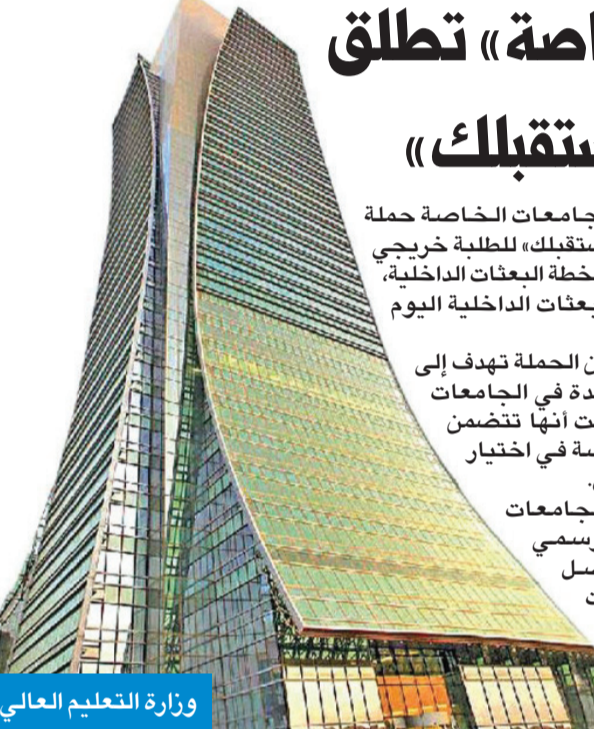 اصة» تطلق
ستقبلك»
جامعات الخاصة حملة
ستقبلك» للطلبة خريجي
خطة البعثات الداخلية،
بعثات الداخلية اليوم
ن الحملة تهدف إلى
دة في الجامعات
ت أنها تتضمن
سة في اختيار
جامعات
رسمي
سل
ت
وزارة التعليم العالي